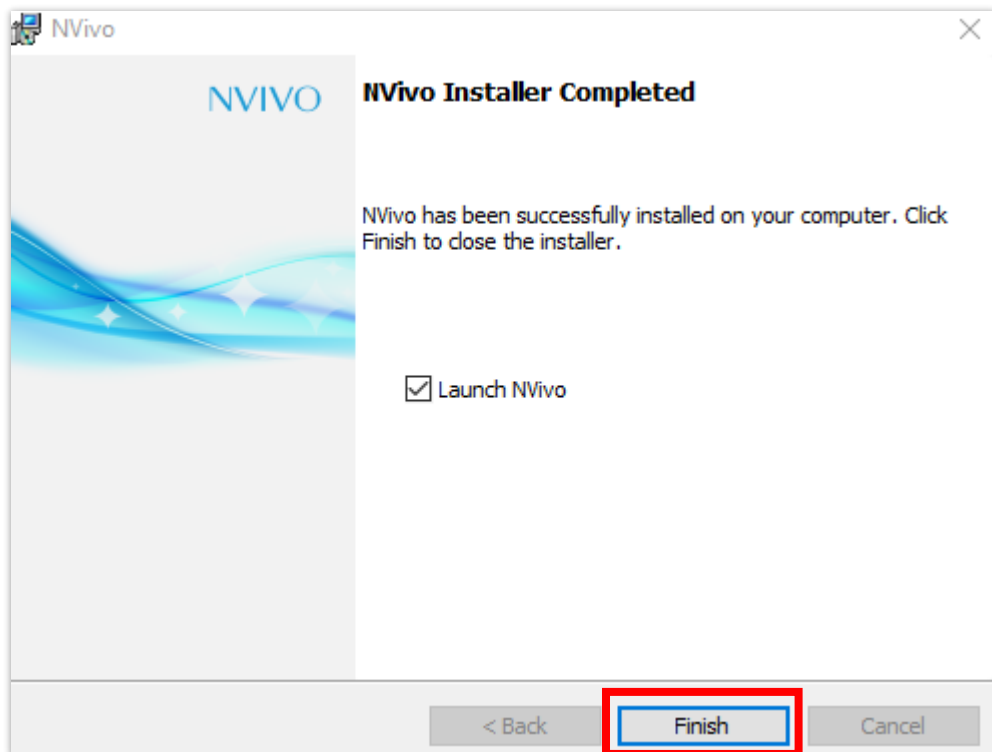 NVivo
NVIVO
NVivo Installer Completed
NVivo has been successfully installed on your computer. Click
Finish to close the installer.
Launch NVivo
< Back
Finish
Cancel